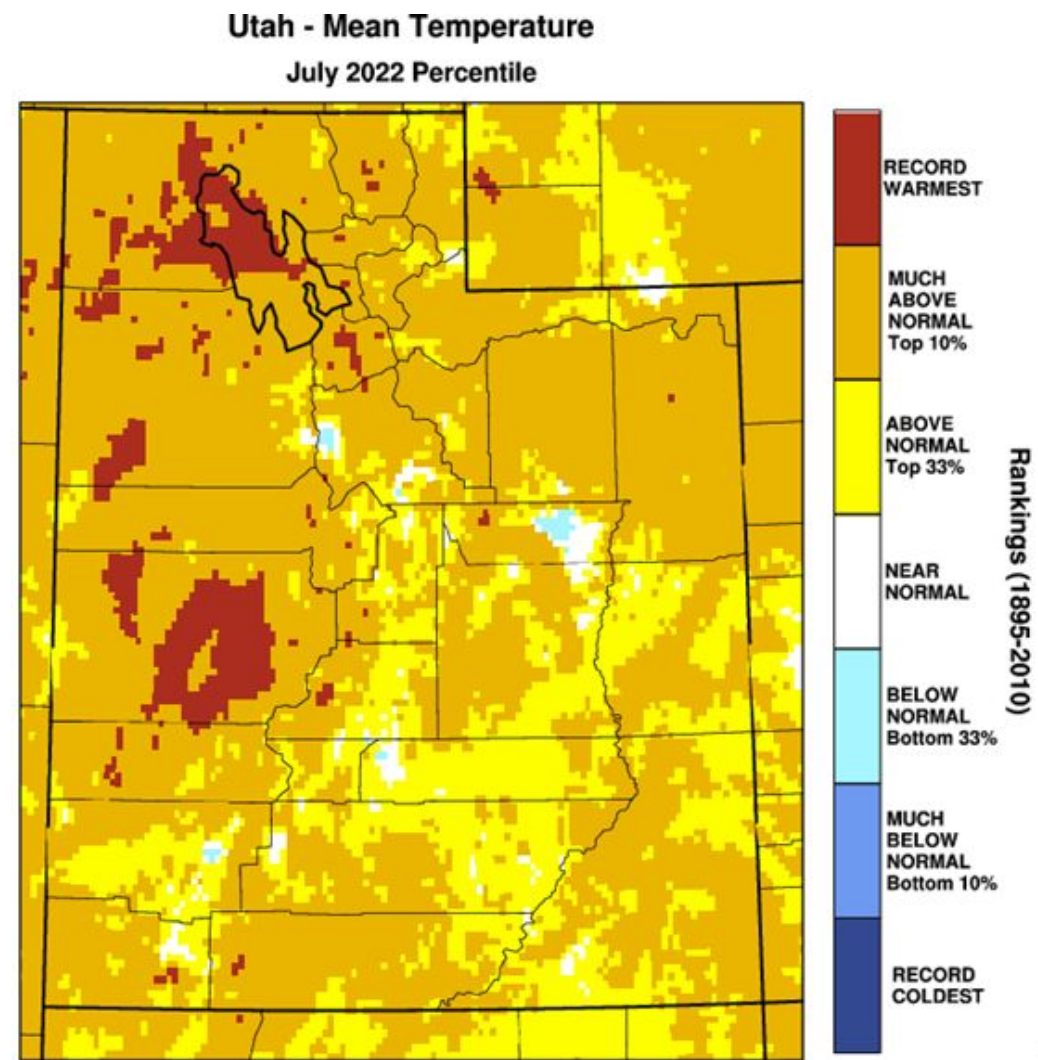 Utah - Mean Temperature
July 2022 Percentile
RECORD
WARMEST
MUCH
ABOVE
NORMAL
Top 10%
ABOVE
NORMAL
Top 33%
NEAR
NORMAL
BELOW
NORMAL
Bottom 33%
MUCH
BELOW
NORMAL
Bottom 10%
RECORD
COLDEST
Rankings (1895-2010)